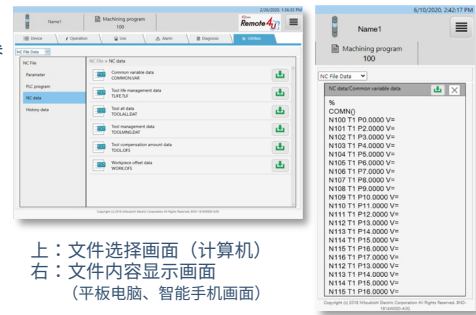 2/26/2020, 1:36:33 PM
Name1
Machining program
100
Remote 4U
Device
Operation
Use
Alarm
Diagnosis
Utilities
NC File Data
NC File
Parameter
PLC program
NC data
History data
NC File > NC data
Common variable data
COMMON.VAR
Tool life management data
TLIFE.TLF
Tool all data
TOOLALL.DAT
Tool management data
TOOLMNG.DAT
Tool compensation amount data
TOOL.OFS
Workpiece offset data
WORK.OFS
上：文件选择画面（计算机）
右：文件内容显示画面
（平板电脑、智能手机画面）
6/10/2020, 2:42:17 PM
Name1
Machining program
100
NC File Data
NC data/Common variable data
%
COMN()
N100 T1 P0.0000 V=
N101 T1 P2.0000 V=
N102 T1 P3.0000 V=
N103 T1 P4.0000 V=
N104 T1 P5.0000 V=
N105 T1 P6.0000 V=
N106 T1 P7.0000 V=
N107 T1 P8.0000 V=
N108 T1 P9.0000 V=
N109 T1 P10.0000 V=
N110 T1 P11.0000 V=
N111 T1 P12.0000 V=
N112 T1 P13.0000 V=
N113 T1 P14.0000 V=
N114 T1 P15.0000 V=
N115 T1 P16.0000 V=
N116 T1 P17.0000 V=
N112 T1 P13.0000 V=
N113 T1 P14.0000 V=
N114 T1 P15.0000 V=
N115 T1 P16.0000 V=